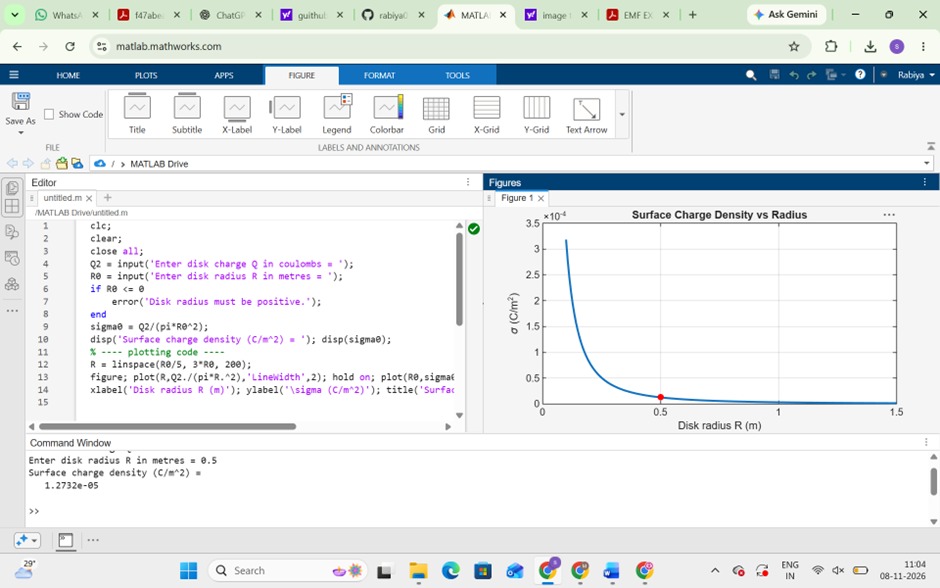 WhatsA
f47abe
ChatGP
guithub
rabiya
MATLA
image
EMF EX
Ask Gemini
matlab.mathworks.com
HOME PLOTS APPS FIGURE FORMAT TOOLS
Rabiya
Save As
Show Code
Title Subtitle X-Label Y-Label Legend Colorbar Grid X-Grid Y-Grid Text Arrow
FILE LABELS AND ANNOTATIONS
/ > MATLAB Drive
Editor
untitled.m
/MATLAB Drive/untitled.m
1 clc;
2 clear;
3 close all;
4 Q2 = input('Enter disk charge Q in coulombs = ');
5 R0 = input('Enter disk radius R in metres = ');
6 if R0 <= 0
7 error('Disk radius must be positive.');
8 end
9 sigma0 = Q2/(pi*R0^2);
10 disp('Surface charge density (C/m^2) = '); disp(sigma0);
11 % ---- plotting code ----
12 R = linspace(R0/5, 3*R0, 200);
13 figure; plot(R,Q2./(pi*R.^2),'LineWidth',2); hold on; plot(R0,sigma0
14 xlabel('Disk radius R (m)'); ylabel('\sigma (C/m^2)'); title('Surfac
15
Figures
Figure 1
×10-4
Surface Charge Density vs Radius
3.5
3
2.5
2
1.5
1
0.5
0
σ (C/m2)
0 0.5 1 1.5
Disk radius R (m)
Command Window
Enter disk radius R in metres = 0.5
Surface charge density (C/m^2) =
1.2732e-05
>>
29°
Search
ENG
IN
11:04
08-11-2026